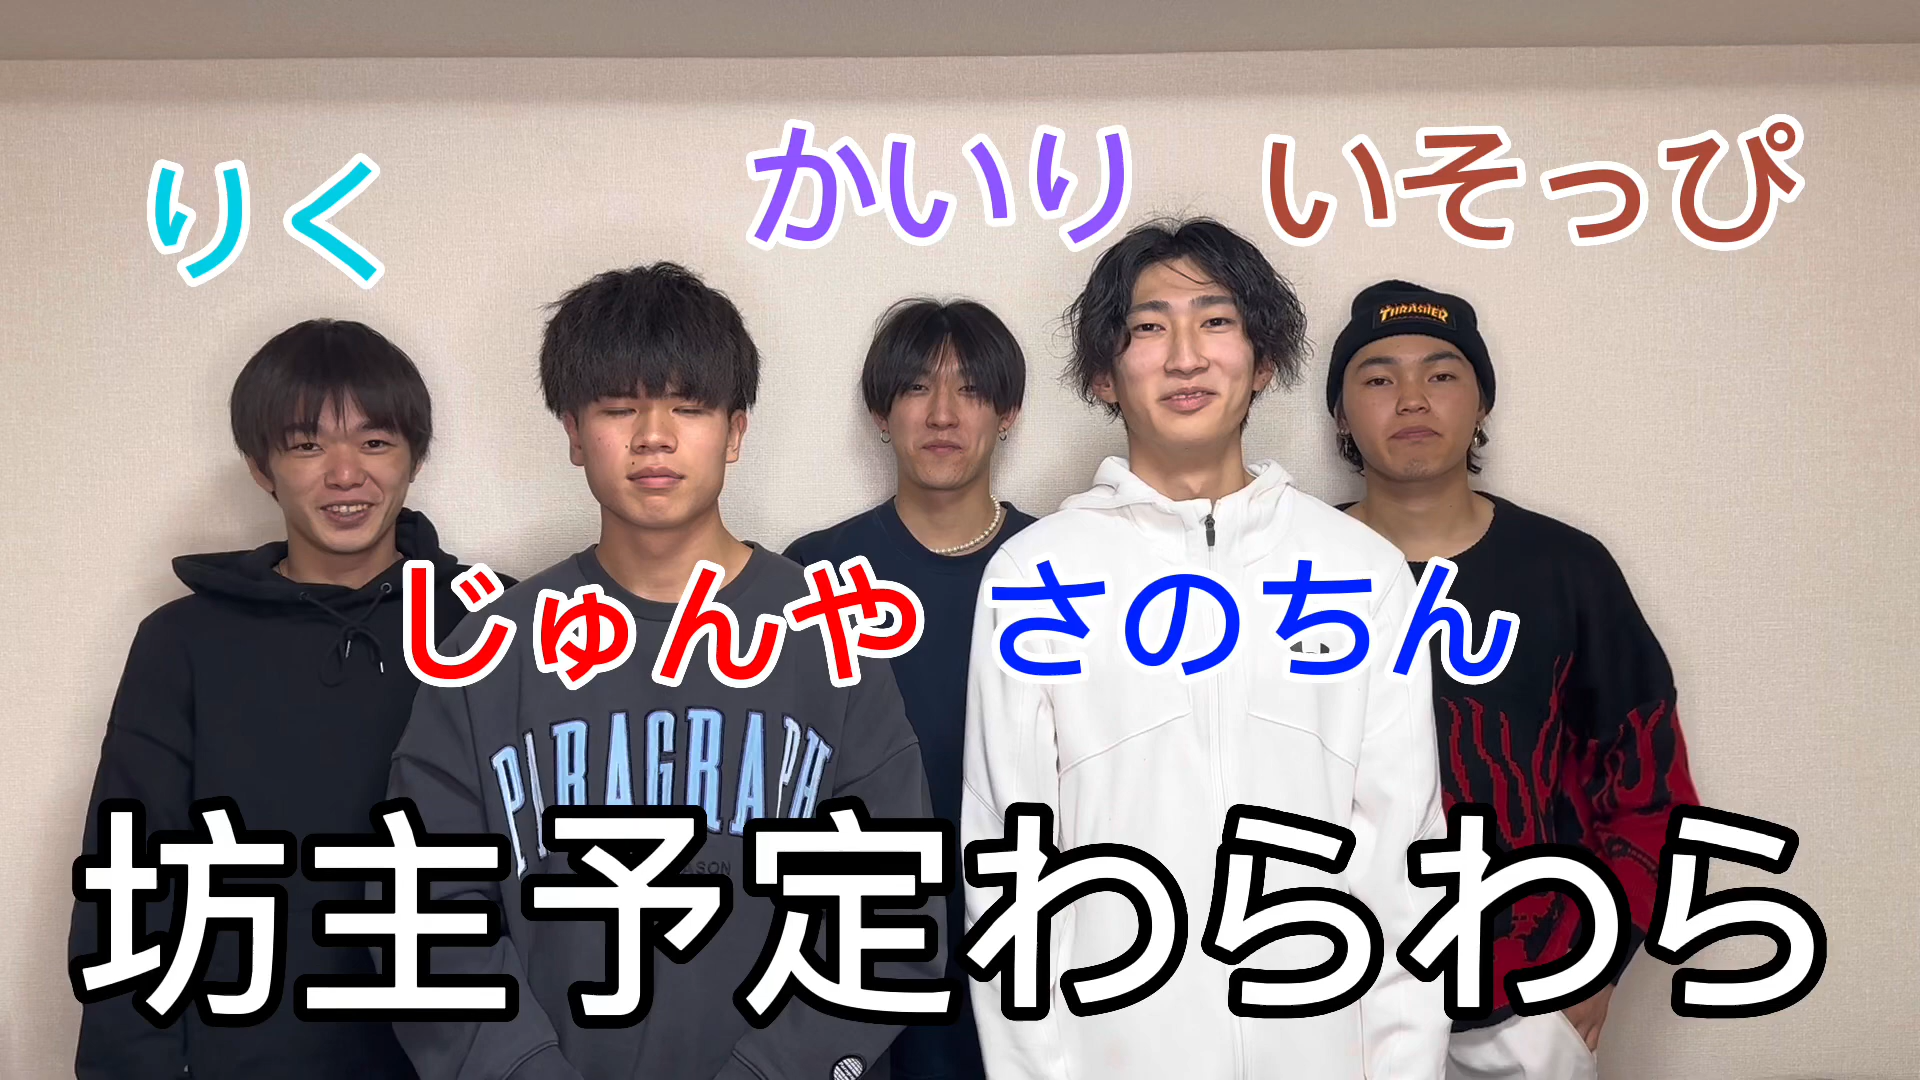 りく
かいり
いそっぴ
THRASHER
じゅんや
さのちん
PARAGRAPH
坊主予定わらわら